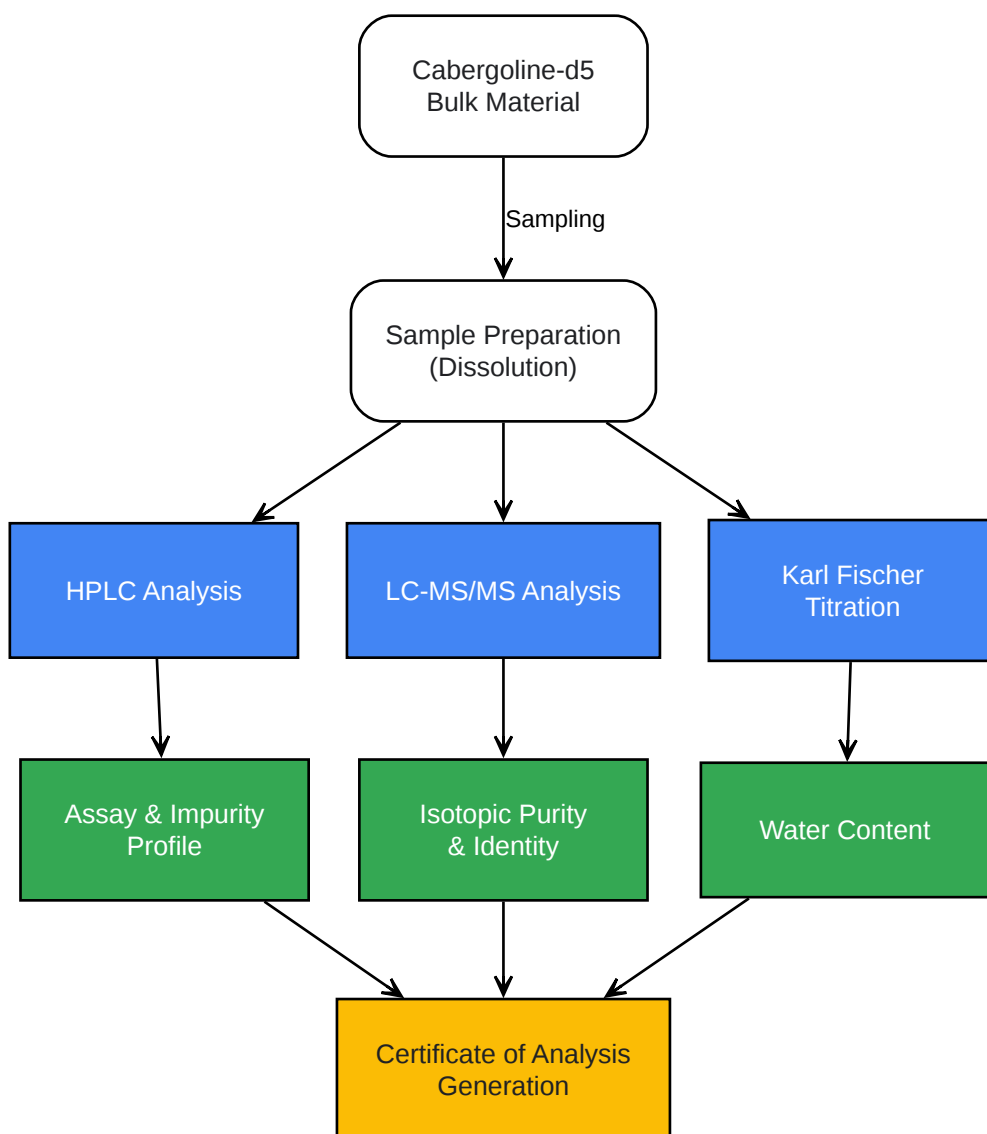 Cabergoline-d5
Bulk Material
Sampling
Sample Preparation
(Dissolution)
HPLC Analysis
LC-MS/MS Analysis
Karl Fischer
Titration
Assay & Impurity
Profile
Isotopic Purity
& Identity
Water Content
Certificate of Analysis
Generation